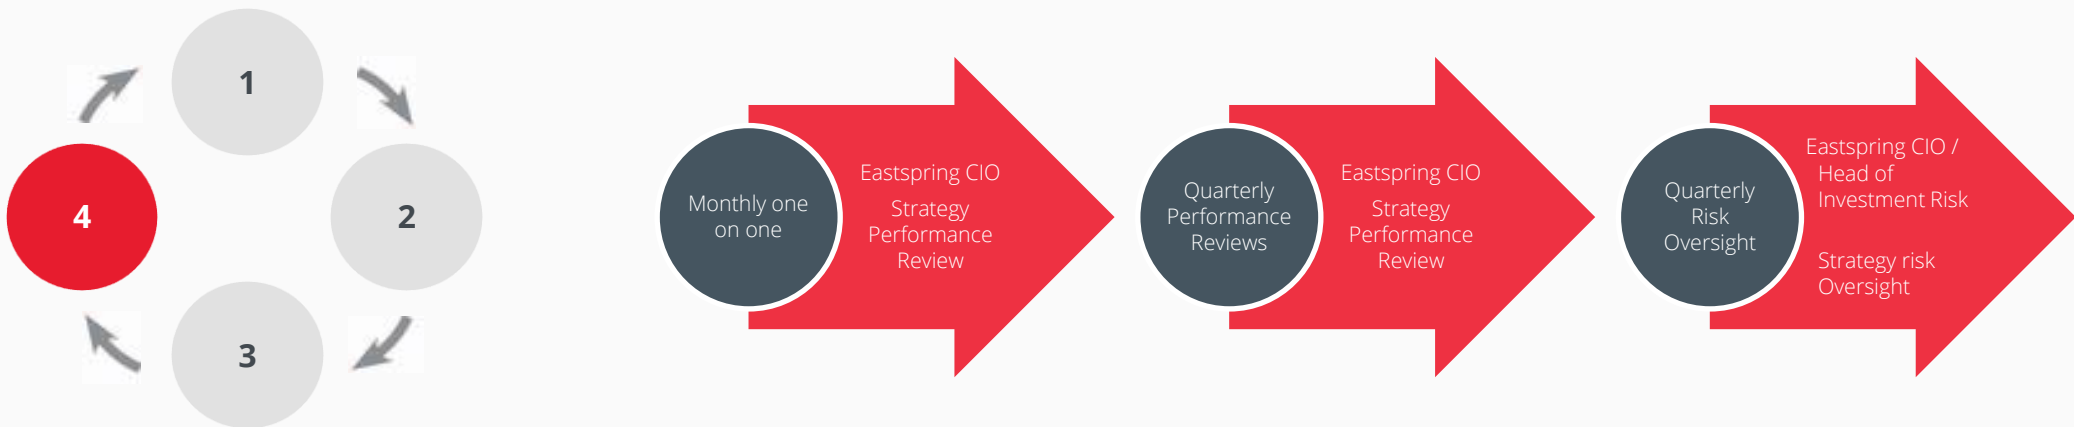 1
4
2
3
Monthly one
on one
Eastspring CIO
Strategy
Performance
Review
Quarterly
Performance
Reviews
Eastspring CIO
Strategy
Performance
Review
Quarterly
Risk
Oversight
Eastspring CIO /
Head of
Investment Risk
Strategy risk
Oversight